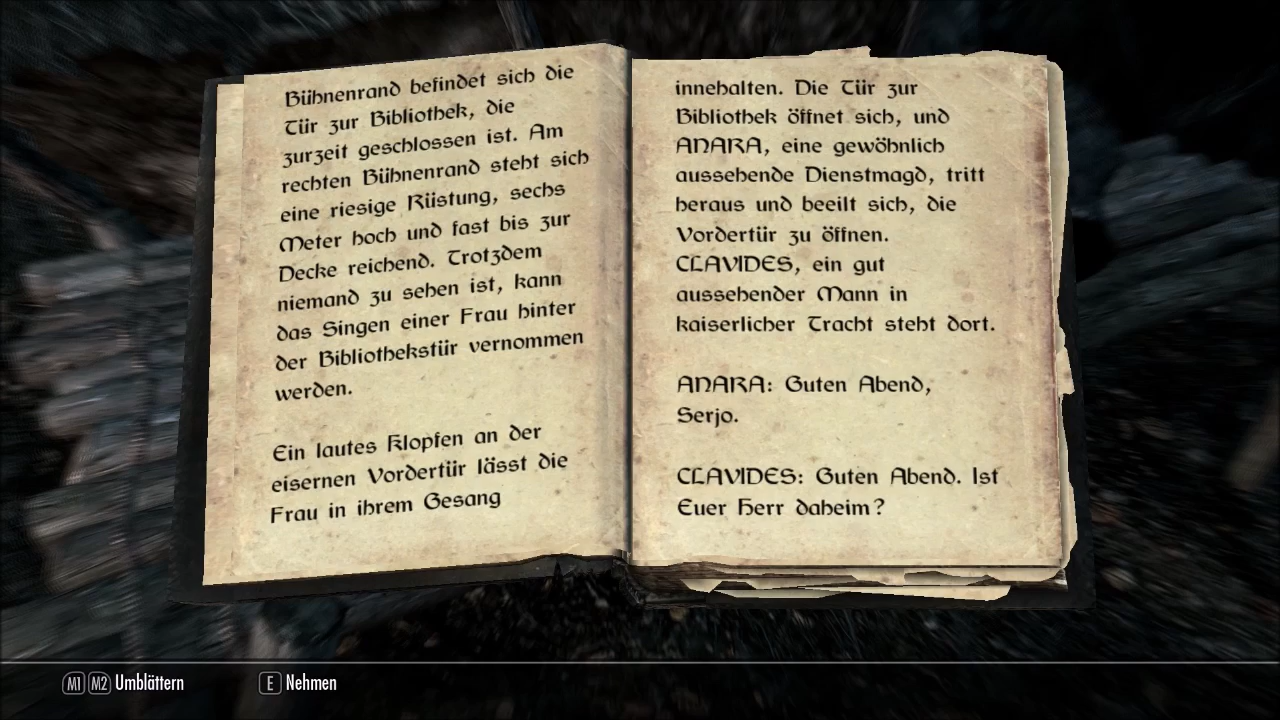 Bühnenrand befindet sich die
Tür zur Bibliothek, die
zurzeit geschlossen ist. Am
rechten Bühnenrand steht sich
eine riesige Rüstung, sechs
Meter hoch und fast bis zur
Decke reichend. Trotzdem
niemand zu sehen ist, kann
das Singen einer Frau hinter
der Bibliothekstür vernommen
werden.
Ein lautes Klopfen an der
eisernen Vordertür lässt die
Frau in ihrem Gesang
innehalten. Die Tür zur
Bibliothek öffnet sich, und
ANARA, eine gewöhnlich
aussehende Dienstmagd, tritt
heraus und beeilt sich, die
Vordertür zu öffnen.
CLAVIDES, ein gut
aussehender Mann in
kaiserlicher Tracht steht dort.
ANARA: Guten Abend,
Serjo.
CLAVIDES: Guten Abend. Ist
Euer Herr daheim?
M1 M2 Umblättern E Nehmen